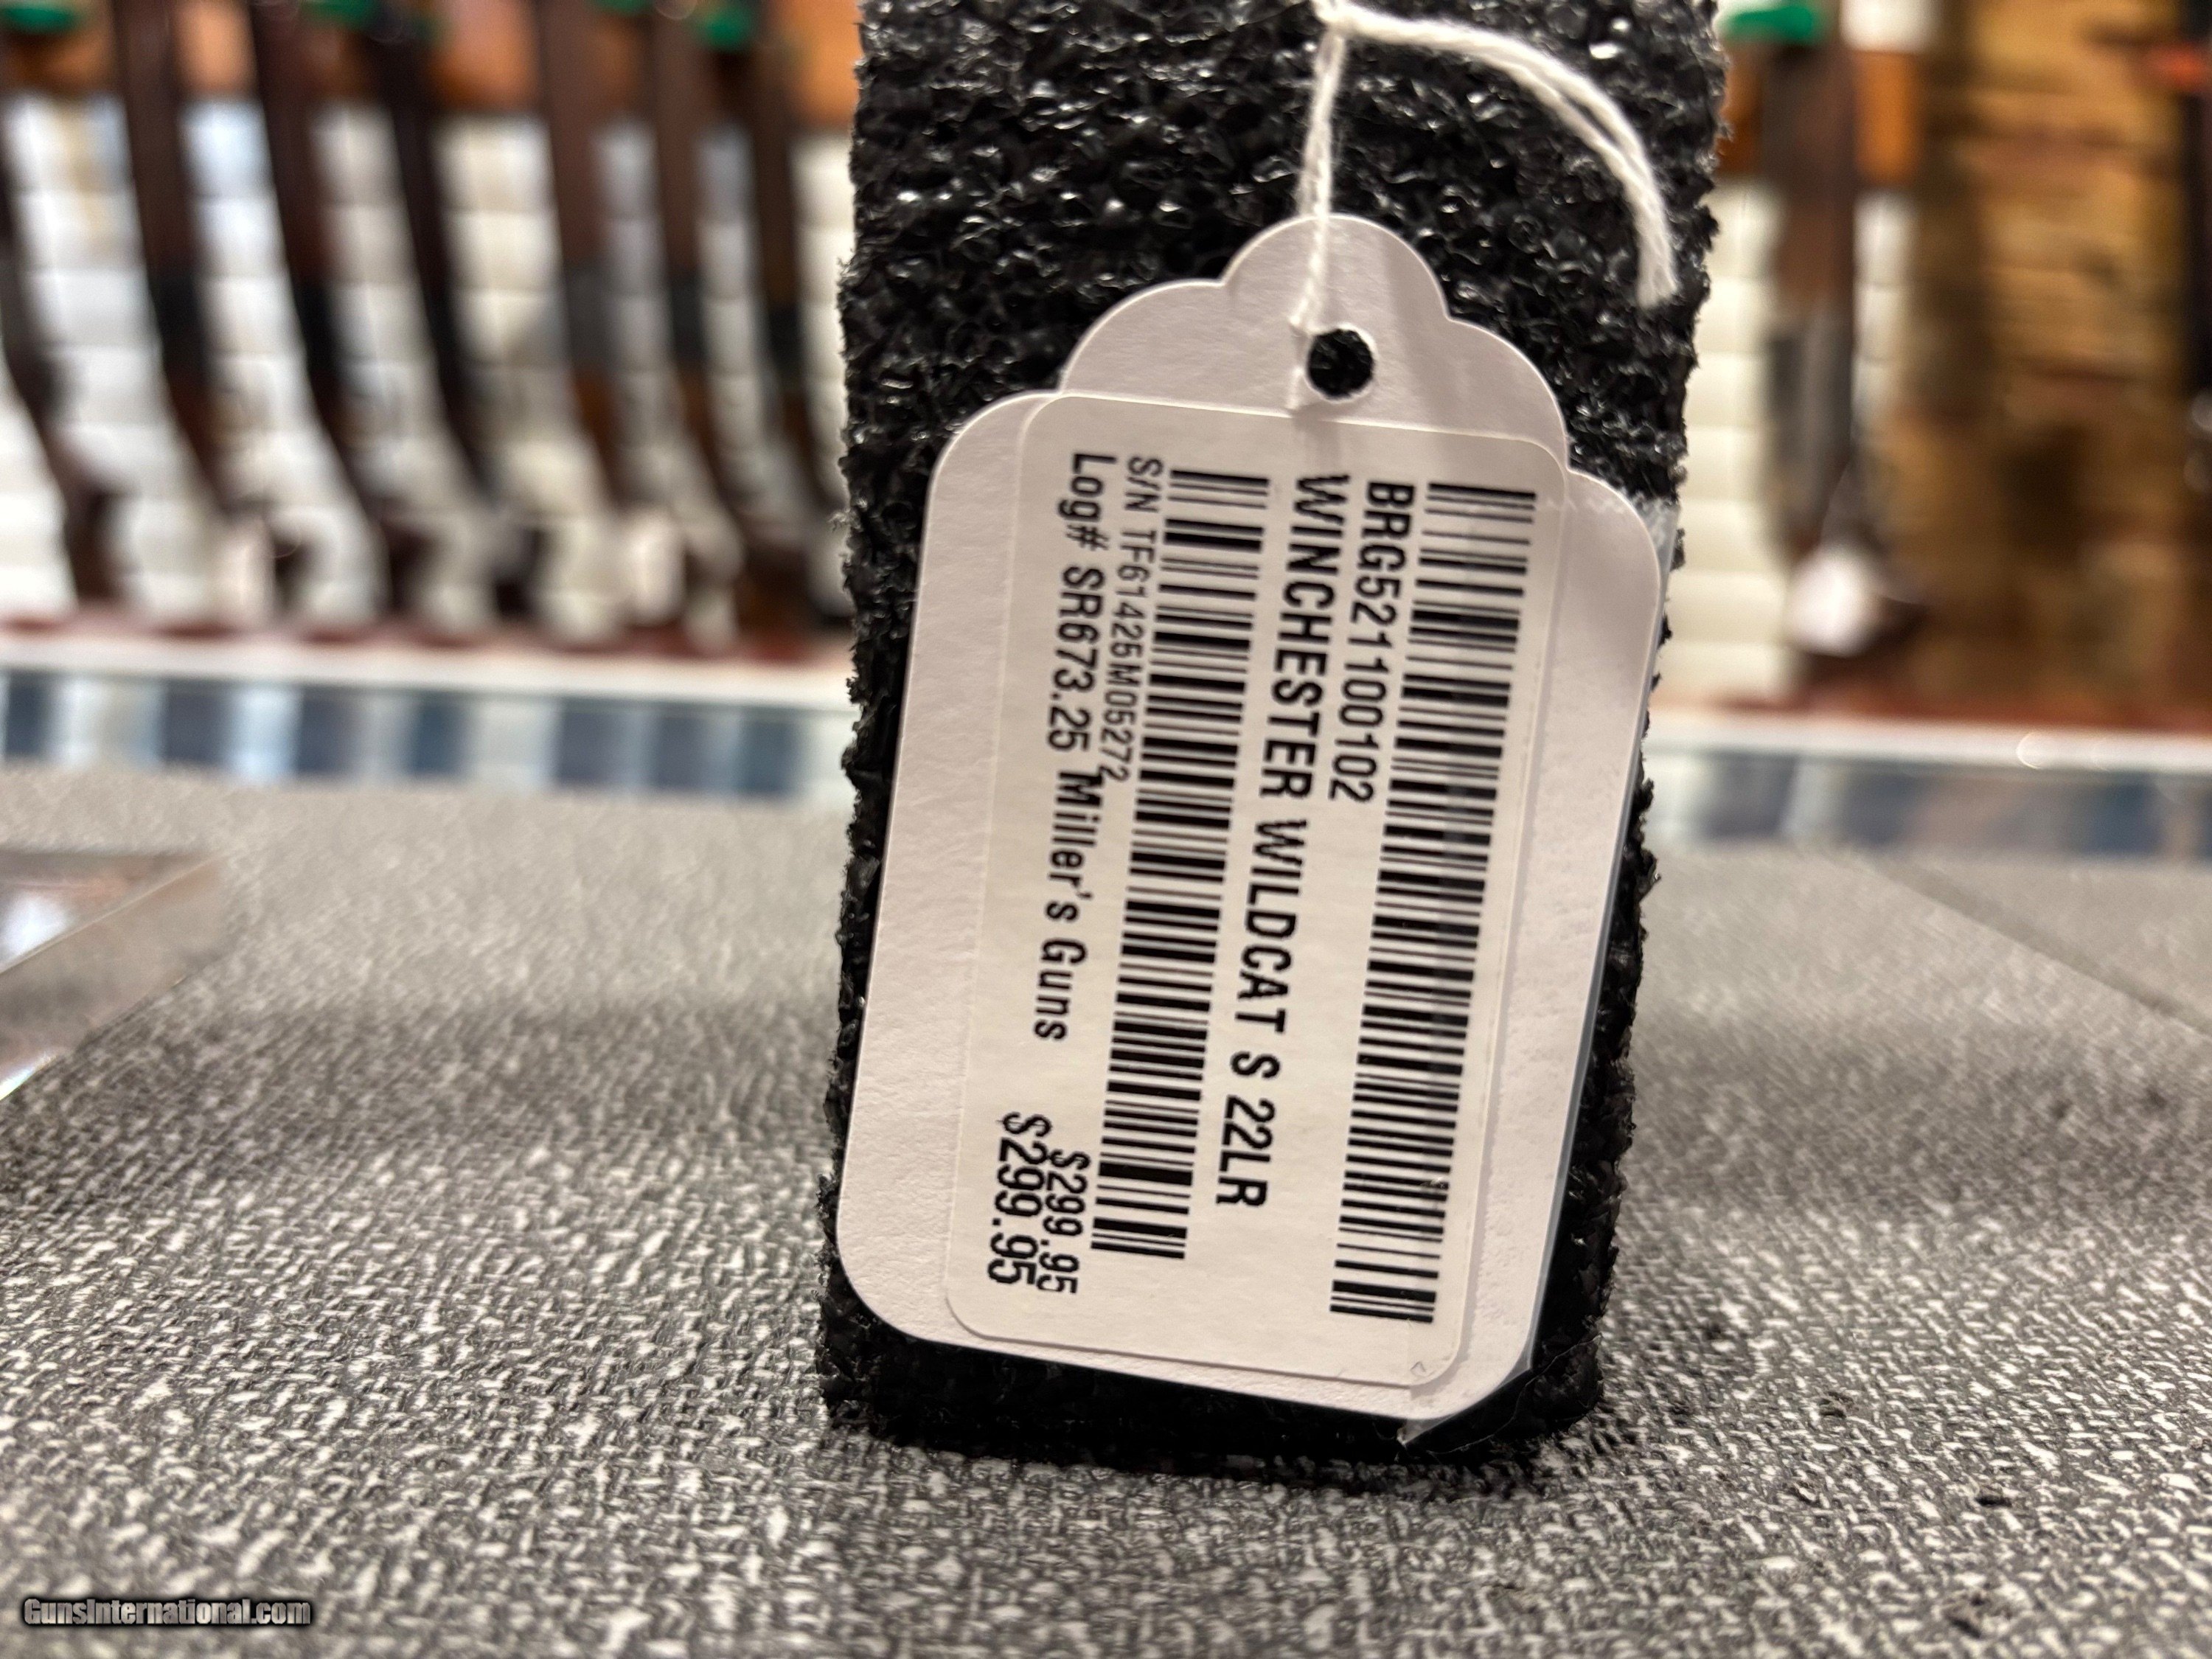 BRG521100102
WINCHESTER WILDCAT S 22LR
S/N TF61425M05272
Log# SR673.25 Miller's Guns
$299.95
$299.95
GunsInternational.com